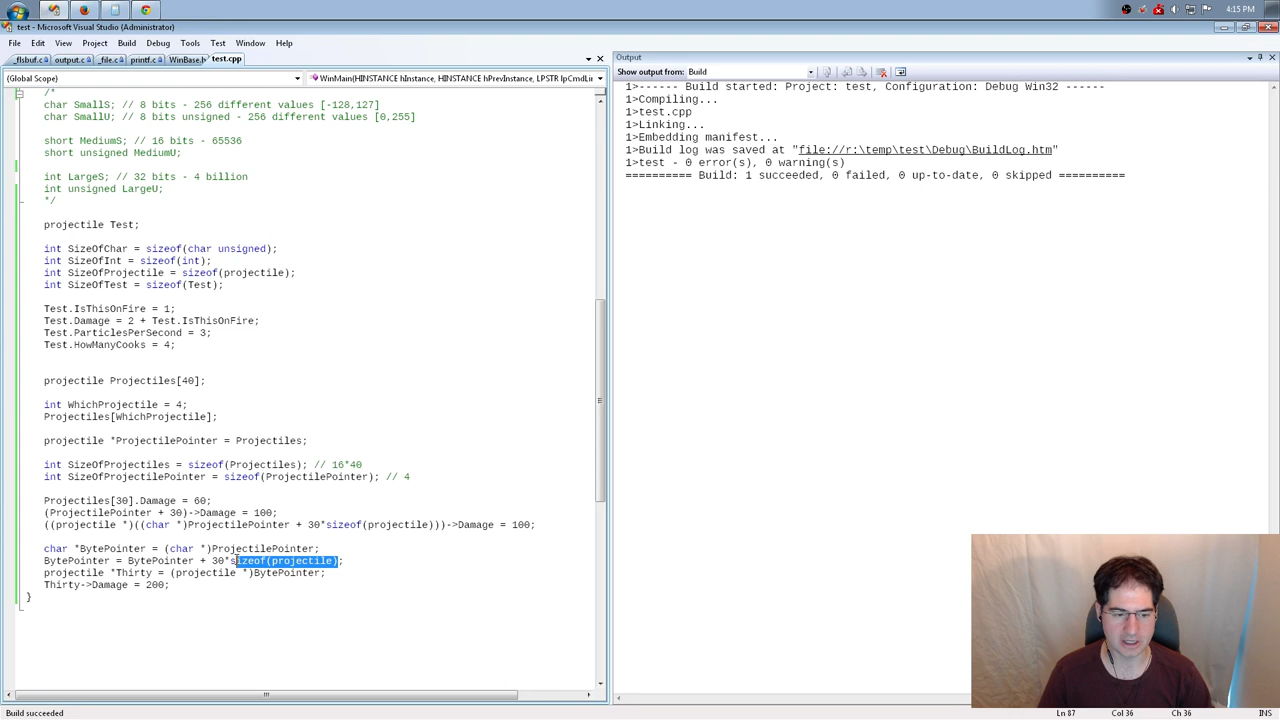 4:15 PM
test - Microsoft Visual Studio (Administrator)
File Edit View Project Build Debug Tools Test Window Help
_flsbuf.c output.c _file.c printf.c WinBase.h test.cpp
(Global Scope) WinMain(HINSTANCE hInstance, HINSTANCE hPrevInstance, LPSTR lpCmdLin
/*
char SmallS; // 8 bits - 256 different values [-128,127]
char SmallU; // 8 bits unsigned - 256 different values [0,255]
short MediumS; // 16 bits - 65536
short unsigned MediumU;
int LargeS; // 32 bits - 4 billion
int unsigned LargeU;
*/
projectile Test;
int SizeOfChar = sizeof(char unsigned);
int SizeOfInt = sizeof(int);
int SizeOfProjectile = sizeof(projectile);
int SizeOfTest = sizeof(Test);
Test.IsThisOnFire = 1;
Test.Damage = 2 + Test.IsThisOnFire;
Test.ParticlesPerSecond = 3;
Test.HowManyCooks = 4;
projectile Projectiles[40];
int WhichProjectile = 4;
Projectiles[WhichProjectile];
projectile *ProjectilePointer = Projectiles;
int SizeOfProjectiles = sizeof(Projectiles); // 16*40
int SizeOfProjectilePointer = sizeof(ProjectilePointer); // 4
Projectiles[30].Damage = 60;
(ProjectilePointer + 30)->Damage = 100;
((projectile *)((char *)ProjectilePointer + 30*sizeof(projectile)))->Damage = 100;
char *BytePointer = (char *)ProjectilePointer;
BytePointer = BytePointer + 30*sizeof(projectile);
projectile *Thirty = (projectile *)BytePointer;
Thirty->Damage = 200;
}
Output
Show output from: Build
1>------ Build started: Project: test, Configuration: Debug Win32 ------
1>Compiling...
1>test.cpp
1>Linking...
1>Embedding manifest...
1>Build log was saved at "file://r:\temp\test\Debug\BuildLog.htm"
1>test - 0 error(s), 0 warning(s)
========== Build: 1 succeeded, 0 failed, 0 up-to-date, 0 skipped ==========
Build succeeded Ln 87 Col 36 Ch 36 INS